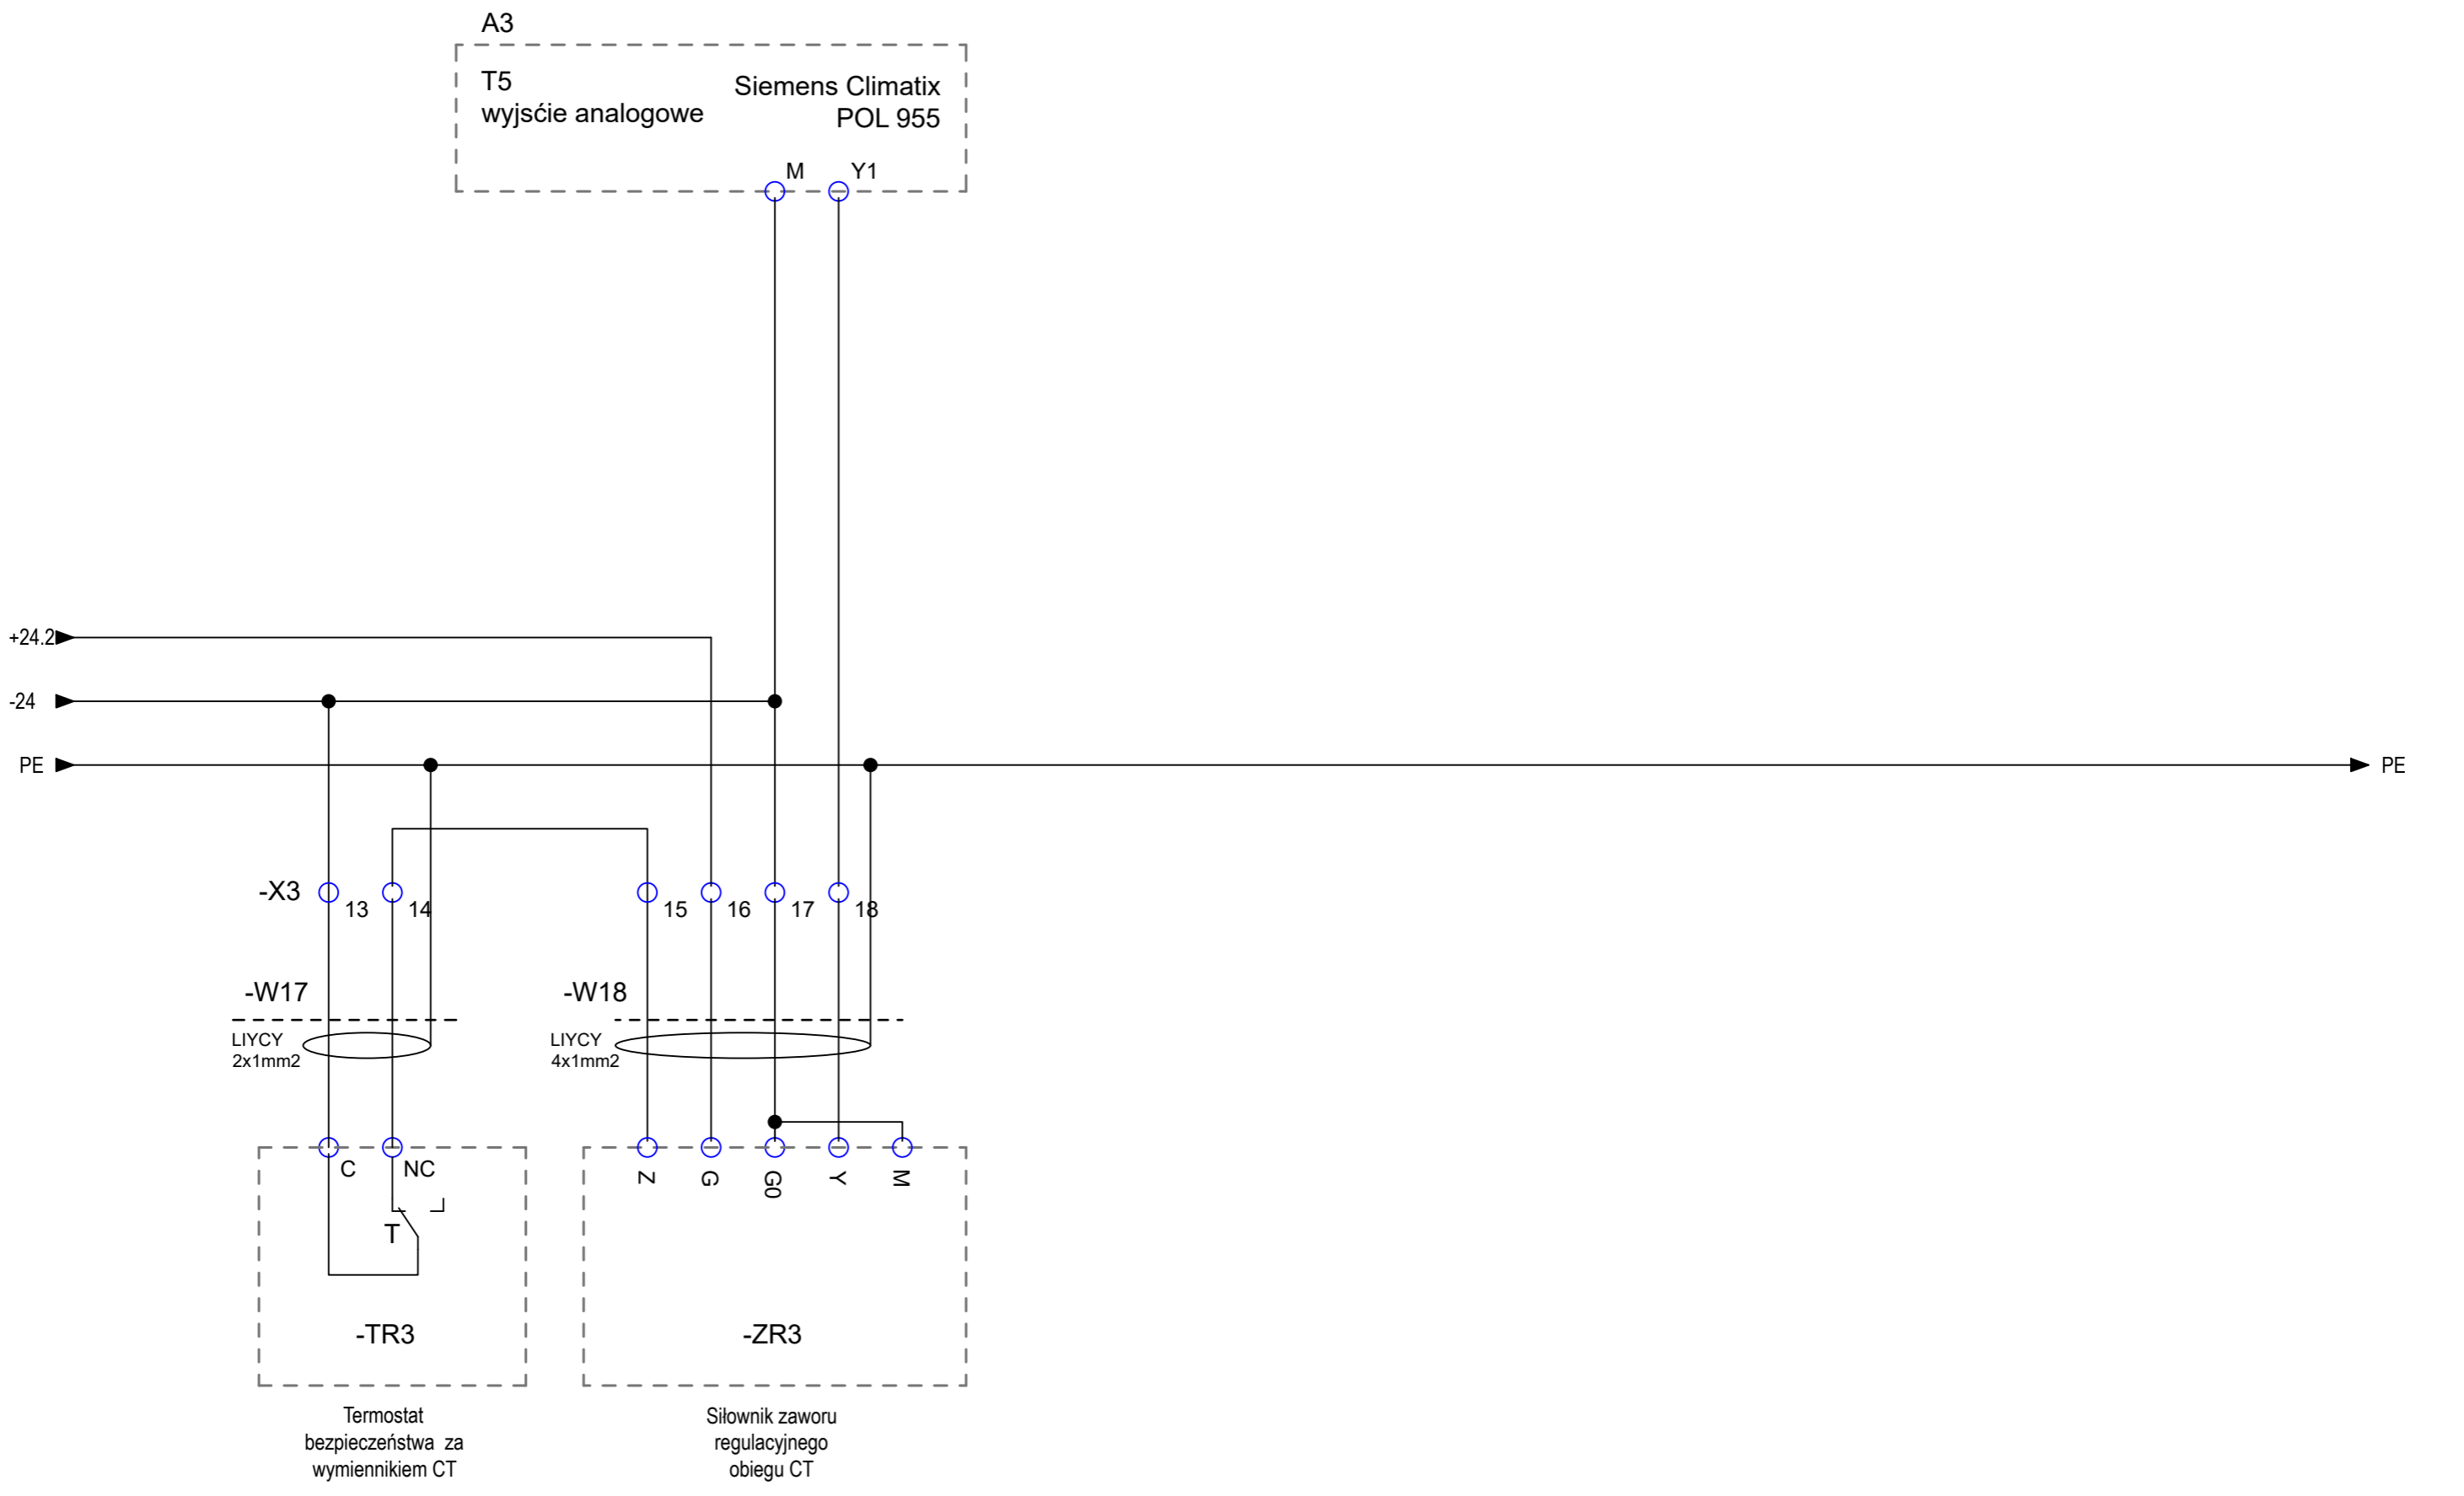 A3
T5
wyjsćie analogowe
Siemens Climatix
POL 955
M
Y1
+24.2
-24
PE
PE
-X3
13
14
15
16
17
18
-W17
LIYCY
2x1mm2
-W18
LIYCY
4x1mm2
C
NC
Z
G
G0
Y
M
T
-TR3
-ZR3
Termostat
bezpieczeństwa za
wymiennikiem CT
Siłownik zaworu
regulacyjnego
obiegu CT